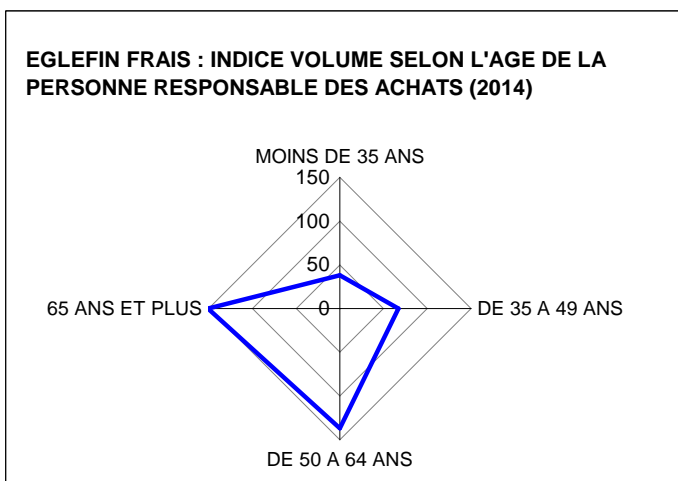 EGLEFIN FRAIS : INDICE VOLUME SELON L'AGE DE LA
PERSONNE RESPONSABLE DES ACHATS (2014)
MOINS DE 35 ANS
150
100
50
0
65 ANS ET PLUS
DE 35 A 49 ANS
DE 50 A 64 ANS